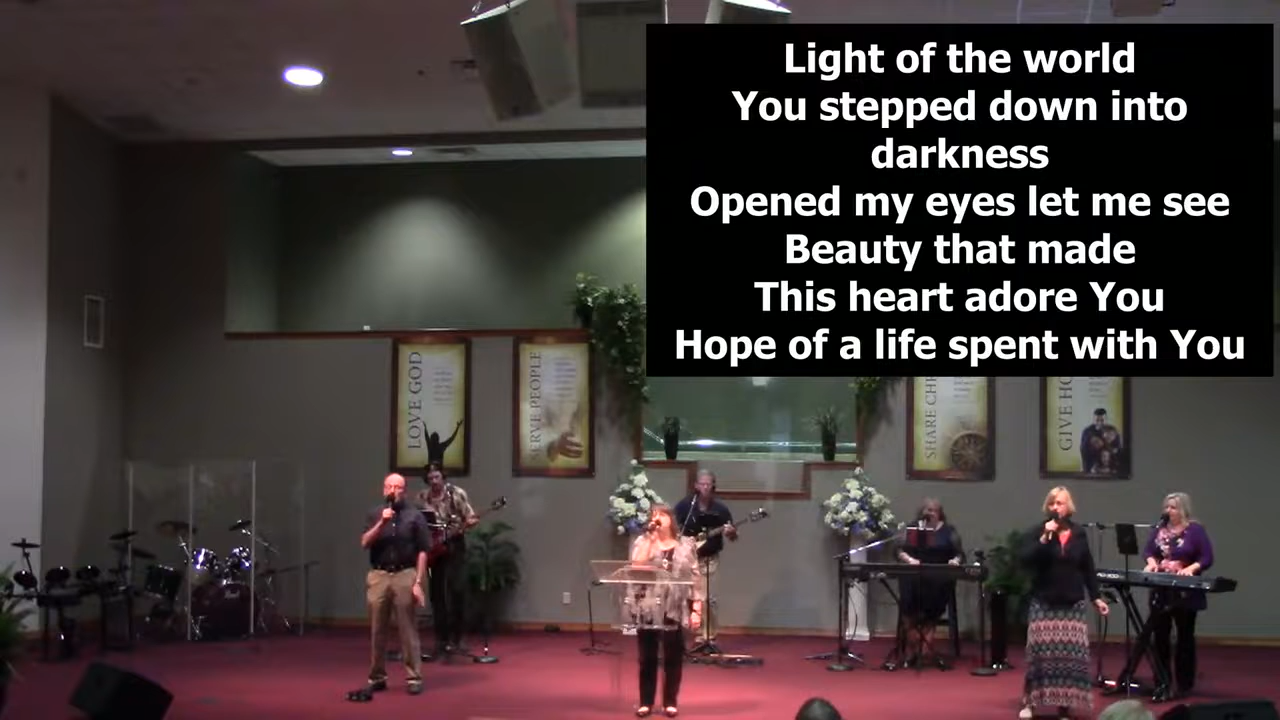 Light of the world
You stepped down into
darkness
Opened my eyes let me see
Beauty that made
This heart adore You
Hope of a life spent with You
LOVE GOD
SERVE PEOPLE
SHARE
GIVE